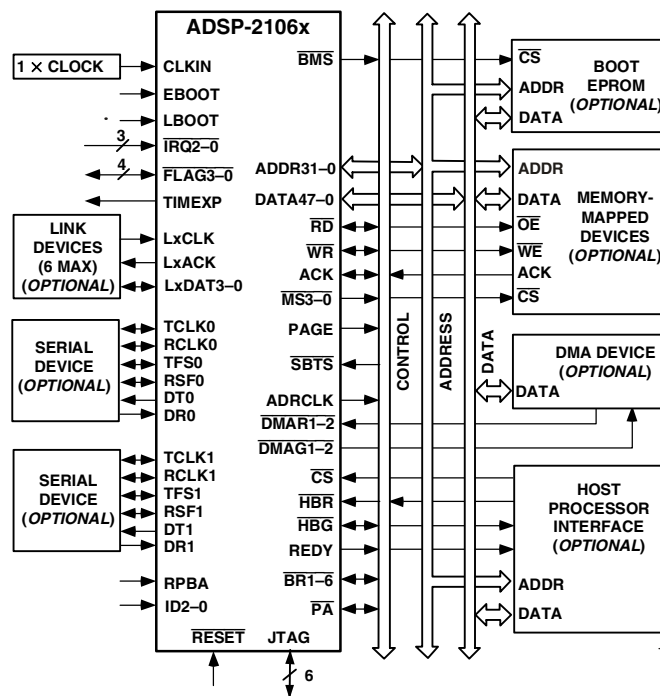 ADSP-2106x
1 × CLOCK
CLKIN
EBOOT
LBOOT
3
IRQ2–0
4
FLAG3–0
TIMEXP
LINK
DEVICES
(6 MAX)
(OPTIONAL)
LxCLK
LxACK
LxDAT3–0
SERIAL
DEVICE
(OPTIONAL)
TCLK0
RCLK0
TFS0
RSF0
DT0
DR0
SERIAL
DEVICE
(OPTIONAL)
TCLK1
RCLK1
TFS1
RSF1
DT1
DR1
RPBA
ID2–0
RESET
JTAG
6
BMS
ADDR31–0
DATA47–0
RD
WR
ACK
MS3–0
PAGE
SBTS
ADRCLK
DMAR1–2
DMAG1–2
CS
HBR
HBG
REDY
BR1–6
PA
CONTROL
ADDRESS
DATA
CS
BOOT
EPROM
(OPTIONAL)
ADDR
DATA
ADDR
DATA
OE
WE
ACK
CS
MEMORY-
MAPPED
DEVICES
(OPTIONAL)
DMA DEVICE
(OPTIONAL)
DATA
HOST
PROCESSOR
INTERFACE
(OPTIONAL)
ADDR
DATA